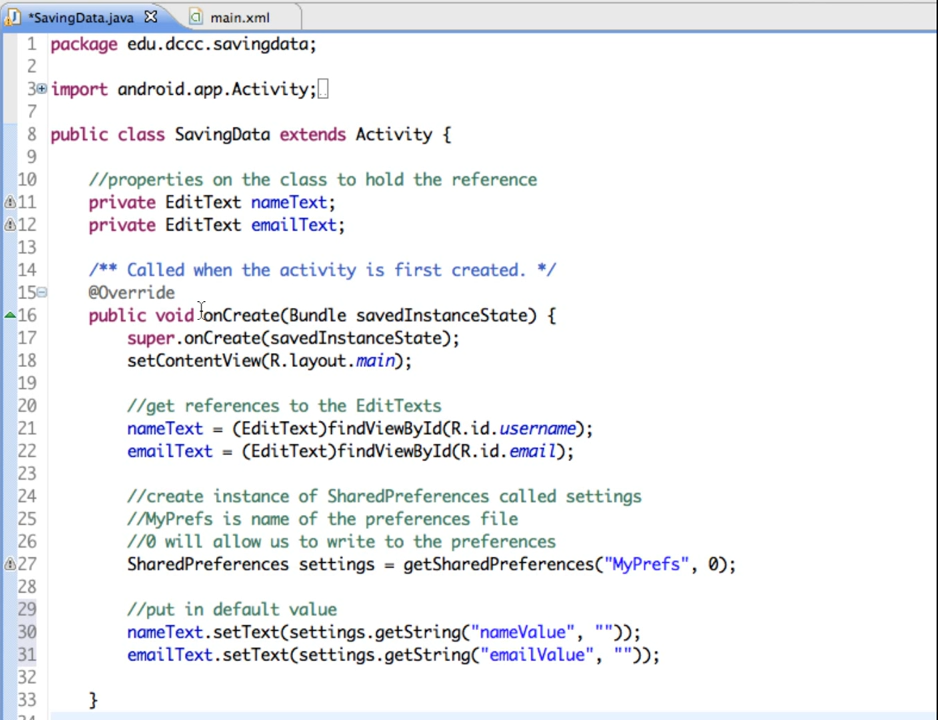 *SavingData.java main.xml
1 package edu.dccc.savingdata;
2
3 import android.app.Activity;
7
8 public class SavingData extends Activity {
9
10 //properties on the class to hold the reference
11 private EditText nameText;
12 private EditText emailText;
13
14 /** Called when the activity is first created. */
15 @Override
16 public void onCreate(Bundle savedInstanceState) {
17 super.onCreate(savedInstanceState);
18 setContentView(R.layout.main);
19
20 //get references to the EditTexts
21 nameText = (EditText)findViewById(R.id.username);
22 emailText = (EditText)findViewById(R.id.email);
23
24 //create instance of SharedPreferences called settings
25 //MyPrefs is name of the preferences file
26 //0 will allow us to write to the preferences
27 SharedPreferences settings = getSharedPreferences("MyPrefs", 0);
28
29 //put in default value
30 nameText.setText(settings.getString("nameValue", ""));
31 emailText.setText(settings.getString("emailValue", ""));
32
33 }
34